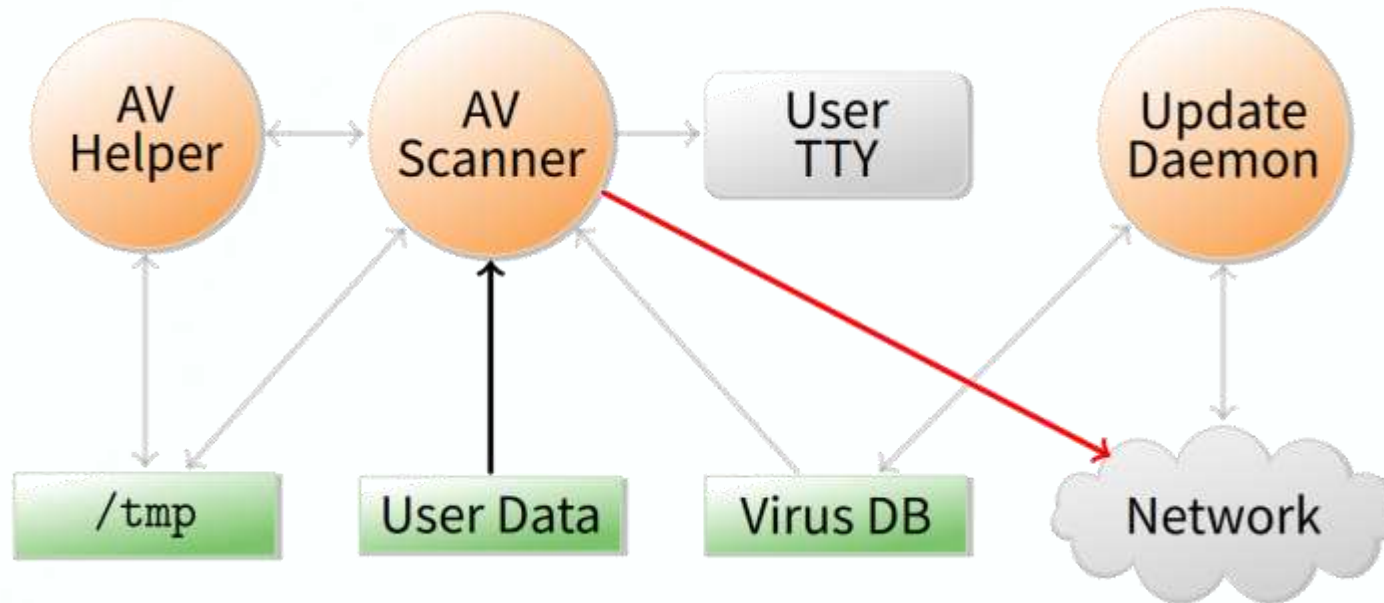 AV
Helper
AV
Scanner
User
TTY
Update
Daemon
/tmp
User Data
Virus DB
Network